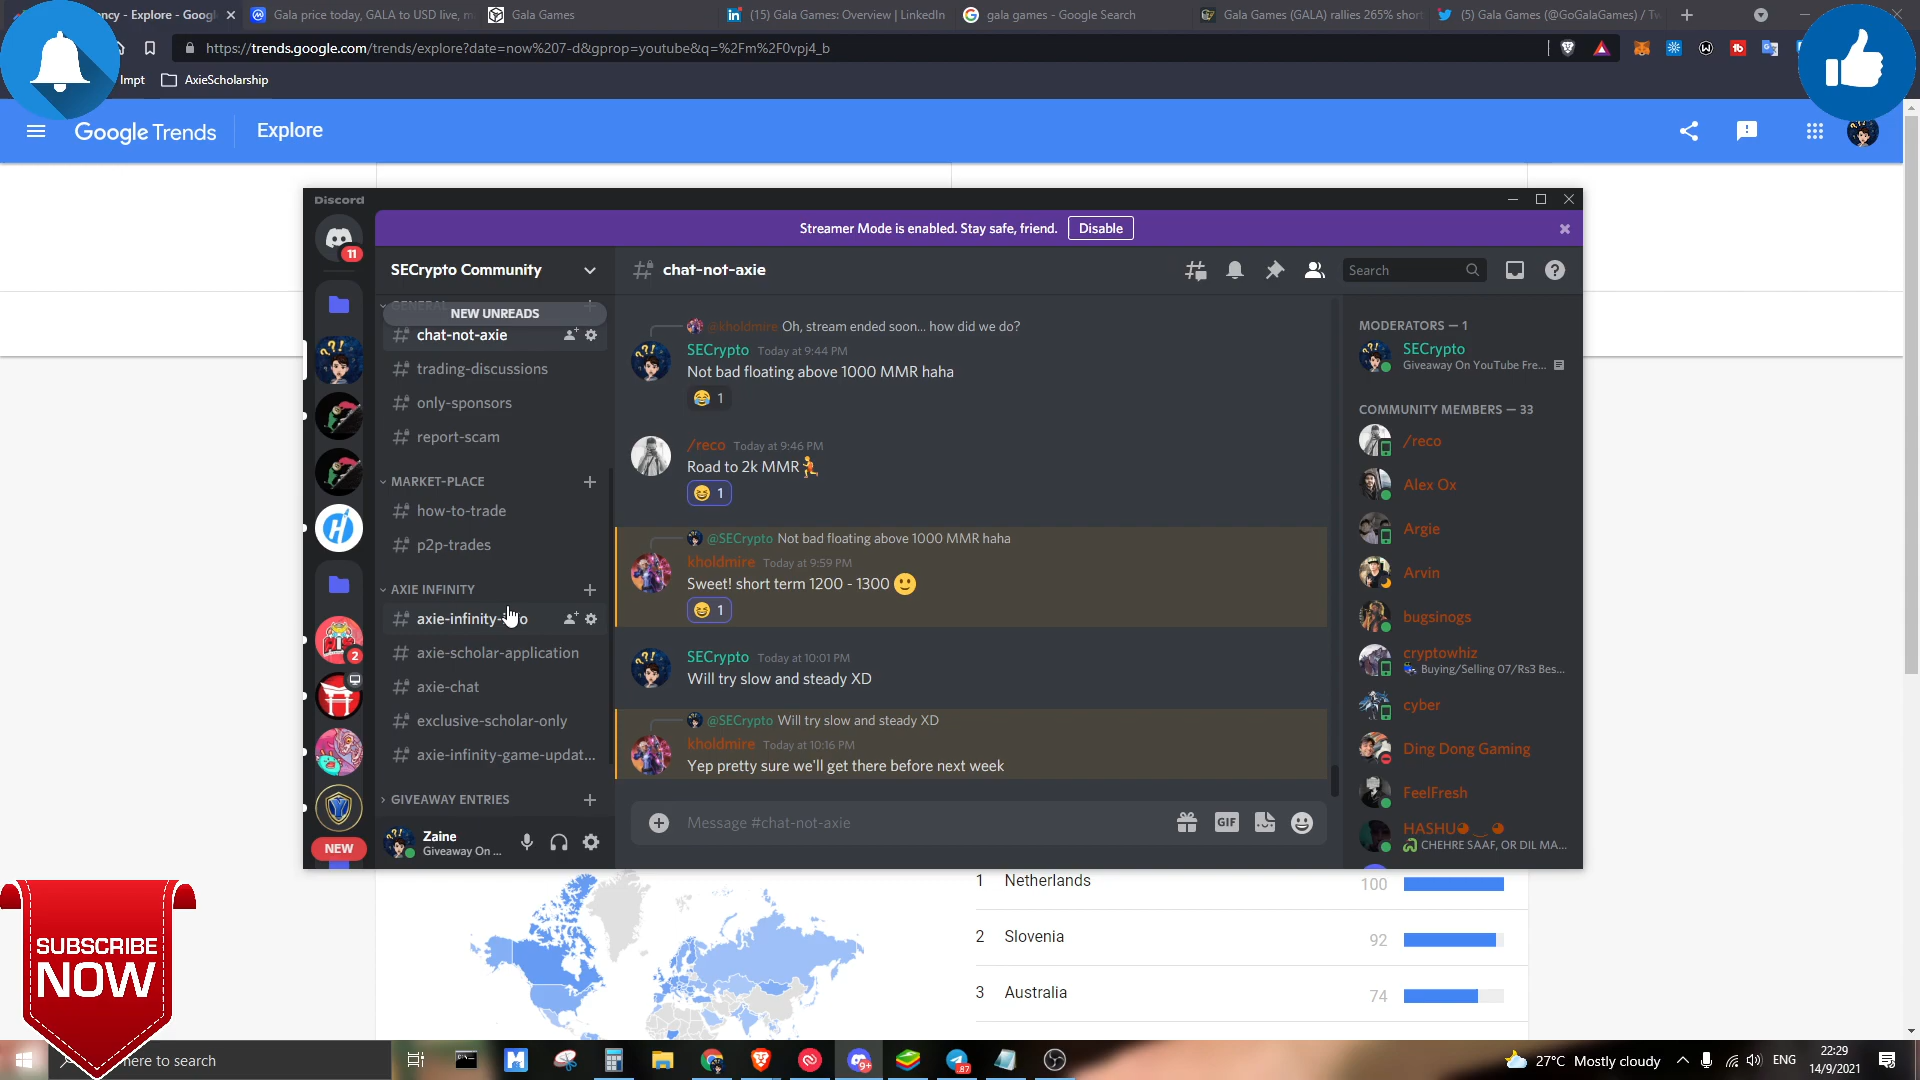 ncy - Explore - Googl
Gala price today, GALA to USD live, m
Gala Games
(15) Gala Games: Overview | LinkedIn
gala games - Google Search
Gala Games (GALA) rallies 265% short
(5) Gala Games (@GoGalaGames) / Tw
https://trends.google.com/trends/explore?date=now%207-d&gprop=youtube&q=%2Fm%2F0vpj4_b
Impt
AxieScholarship
Google Trends
Explore
Discord
Streamer Mode is enabled. Stay safe, friend.
Disable
11
SECrypto Community
chat-not-axie
Search
GENERAL
NEW UNREADS
chat-not-axie
trading-discussions
only-sponsors
report-scam
MARKET-PLACE
how-to-trade
p2p-trades
AXIE INFINITY
axie-infinity-
axie-scholar-application
axie-chat
exclusive-scholar-only
axie-infinity-game-updat...
GIVEAWAY ENTRIES
2
NEW
Zaine
Giveaway On ...
@kholdmire Oh, stream ended soon... how did we do?
SECrypto Today at 9:44 PM
Not bad floating above 1000 MMR haha
1
/reco Today at 9:46 PM
Road to 2k MMR
1
@SECrypto Not bad floating above 1000 MMR haha
kholdmire Today at 9:59 PM
Sweet! short term 1200 - 1300
1
SECrypto Today at 10:01 PM
Will try slow and steady XD
@SECrypto Will try slow and steady XD
kholdmire Today at 10:16 PM
Yep pretty sure we'll get there before next week
Message #chat-not-axie
GIF
MODERATORS — 1
SECrypto
Giveaway On YouTube Fre...
COMMUNITY MEMBERS — 33
/reco
Alex Ox
Argie
Arvin
bugsinogs
cryptowhiz
Buying/Selling 07/Rs3 Bes...
cyber
Ding Dong Gaming
FeelFresh
HASHU
CHEHRE SAAF, OR DIL MA...
1 Netherlands 100
2 Slovenia 92
3 Australia 74
SUBSCRIBE
NOW
here to search
9+
87
27°C Mostly cloudy
ENG
22:29
14/9/2021